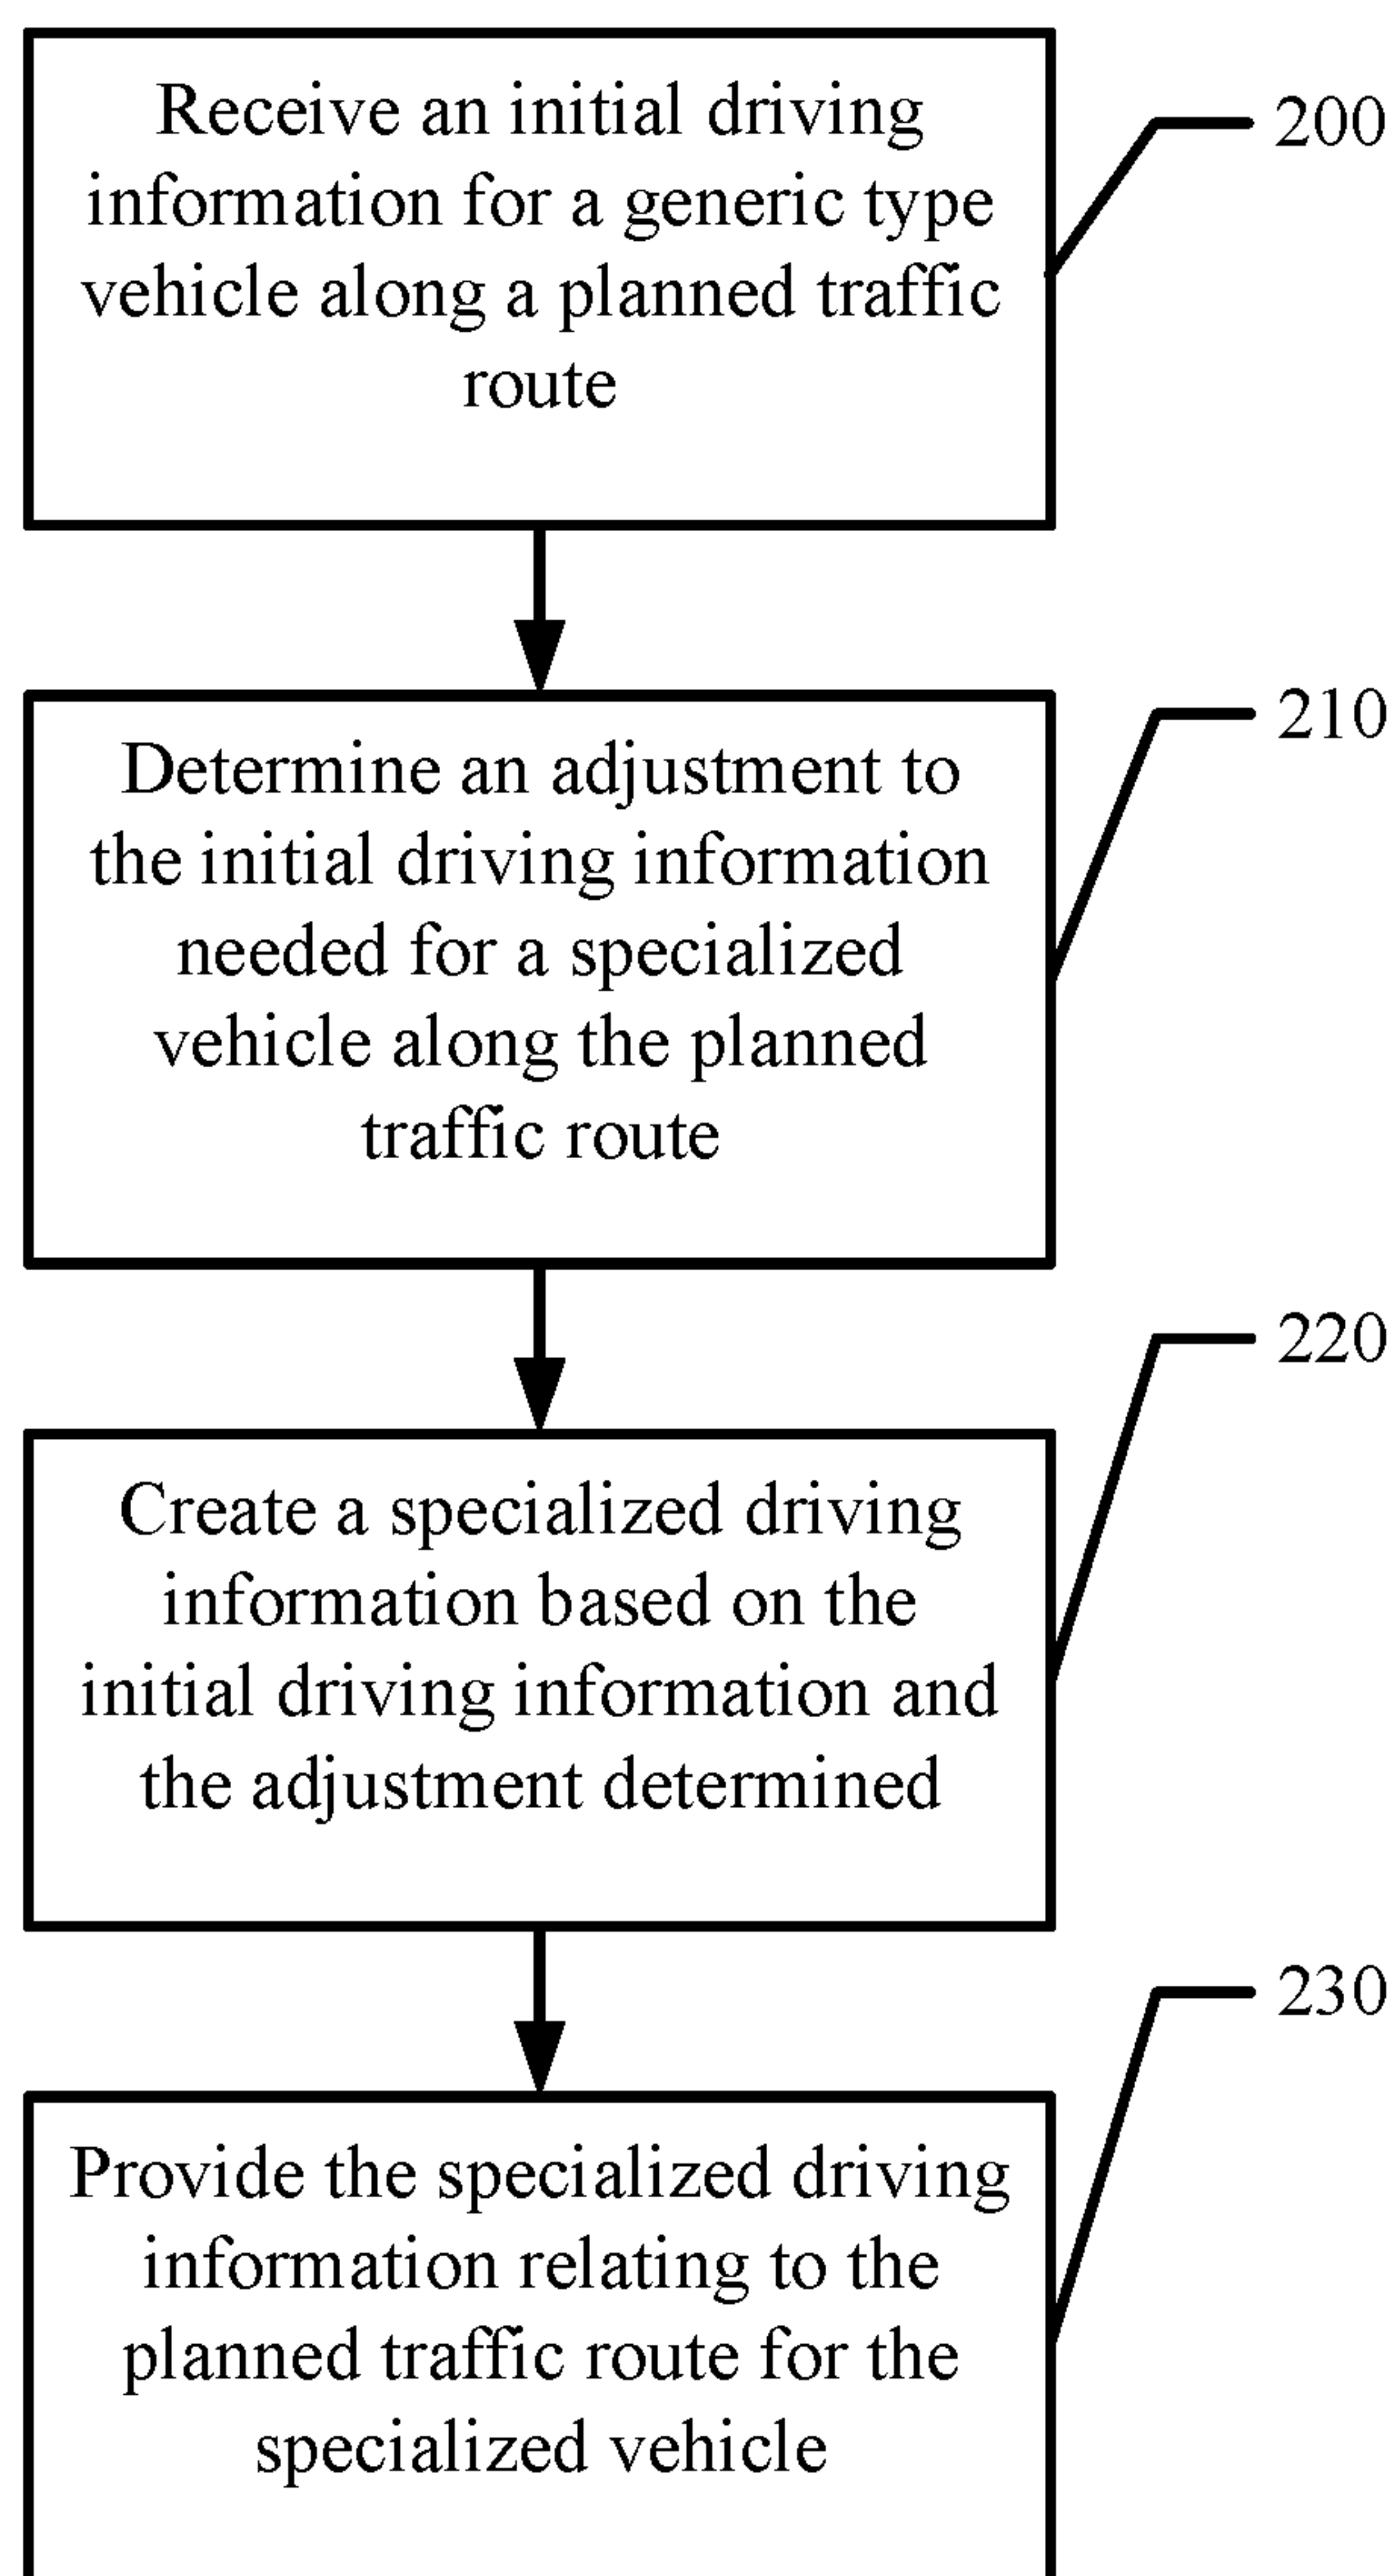 Receive an initial driving
information for a generic type
vehicle along a planned traffic
route
200
Determine an adjustment to
the initial driving information
needed for a specialized
vehicle along the planned
traffic route
210
Create a specialized driving
information based on the
initial driving information and
the adjustment determined
220
Provide the specialized driving
information relating to the
planned traffic route for the
specialized vehicle
230